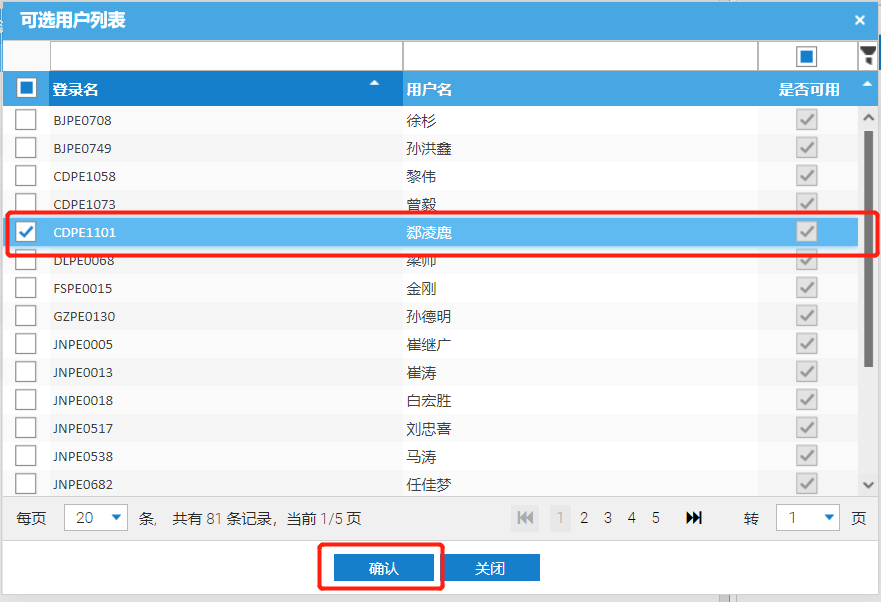 可选用户列表 ×
登录名 用户名 是否可用
BJPE0708 徐杉
BJPE0749 孙洪鑫
CDPE1058 黎伟
CDPE1073 曾毅
CDPE1101 郄凌鹿
DLPE0068 梁帅
FSPE0015 金刚
GZPE0130 孙德明
JNPE0005 崔继广
JNPE0013 崔涛
JNPE0018 白宏胜
JNPE0517 刘忠喜
JNPE0538 马涛
JNPE0682 任佳梦
每页 20 条, 共有 81 条记录，当前 1/5 页 1 2 3 4 5 转 1 页
确认 关闭